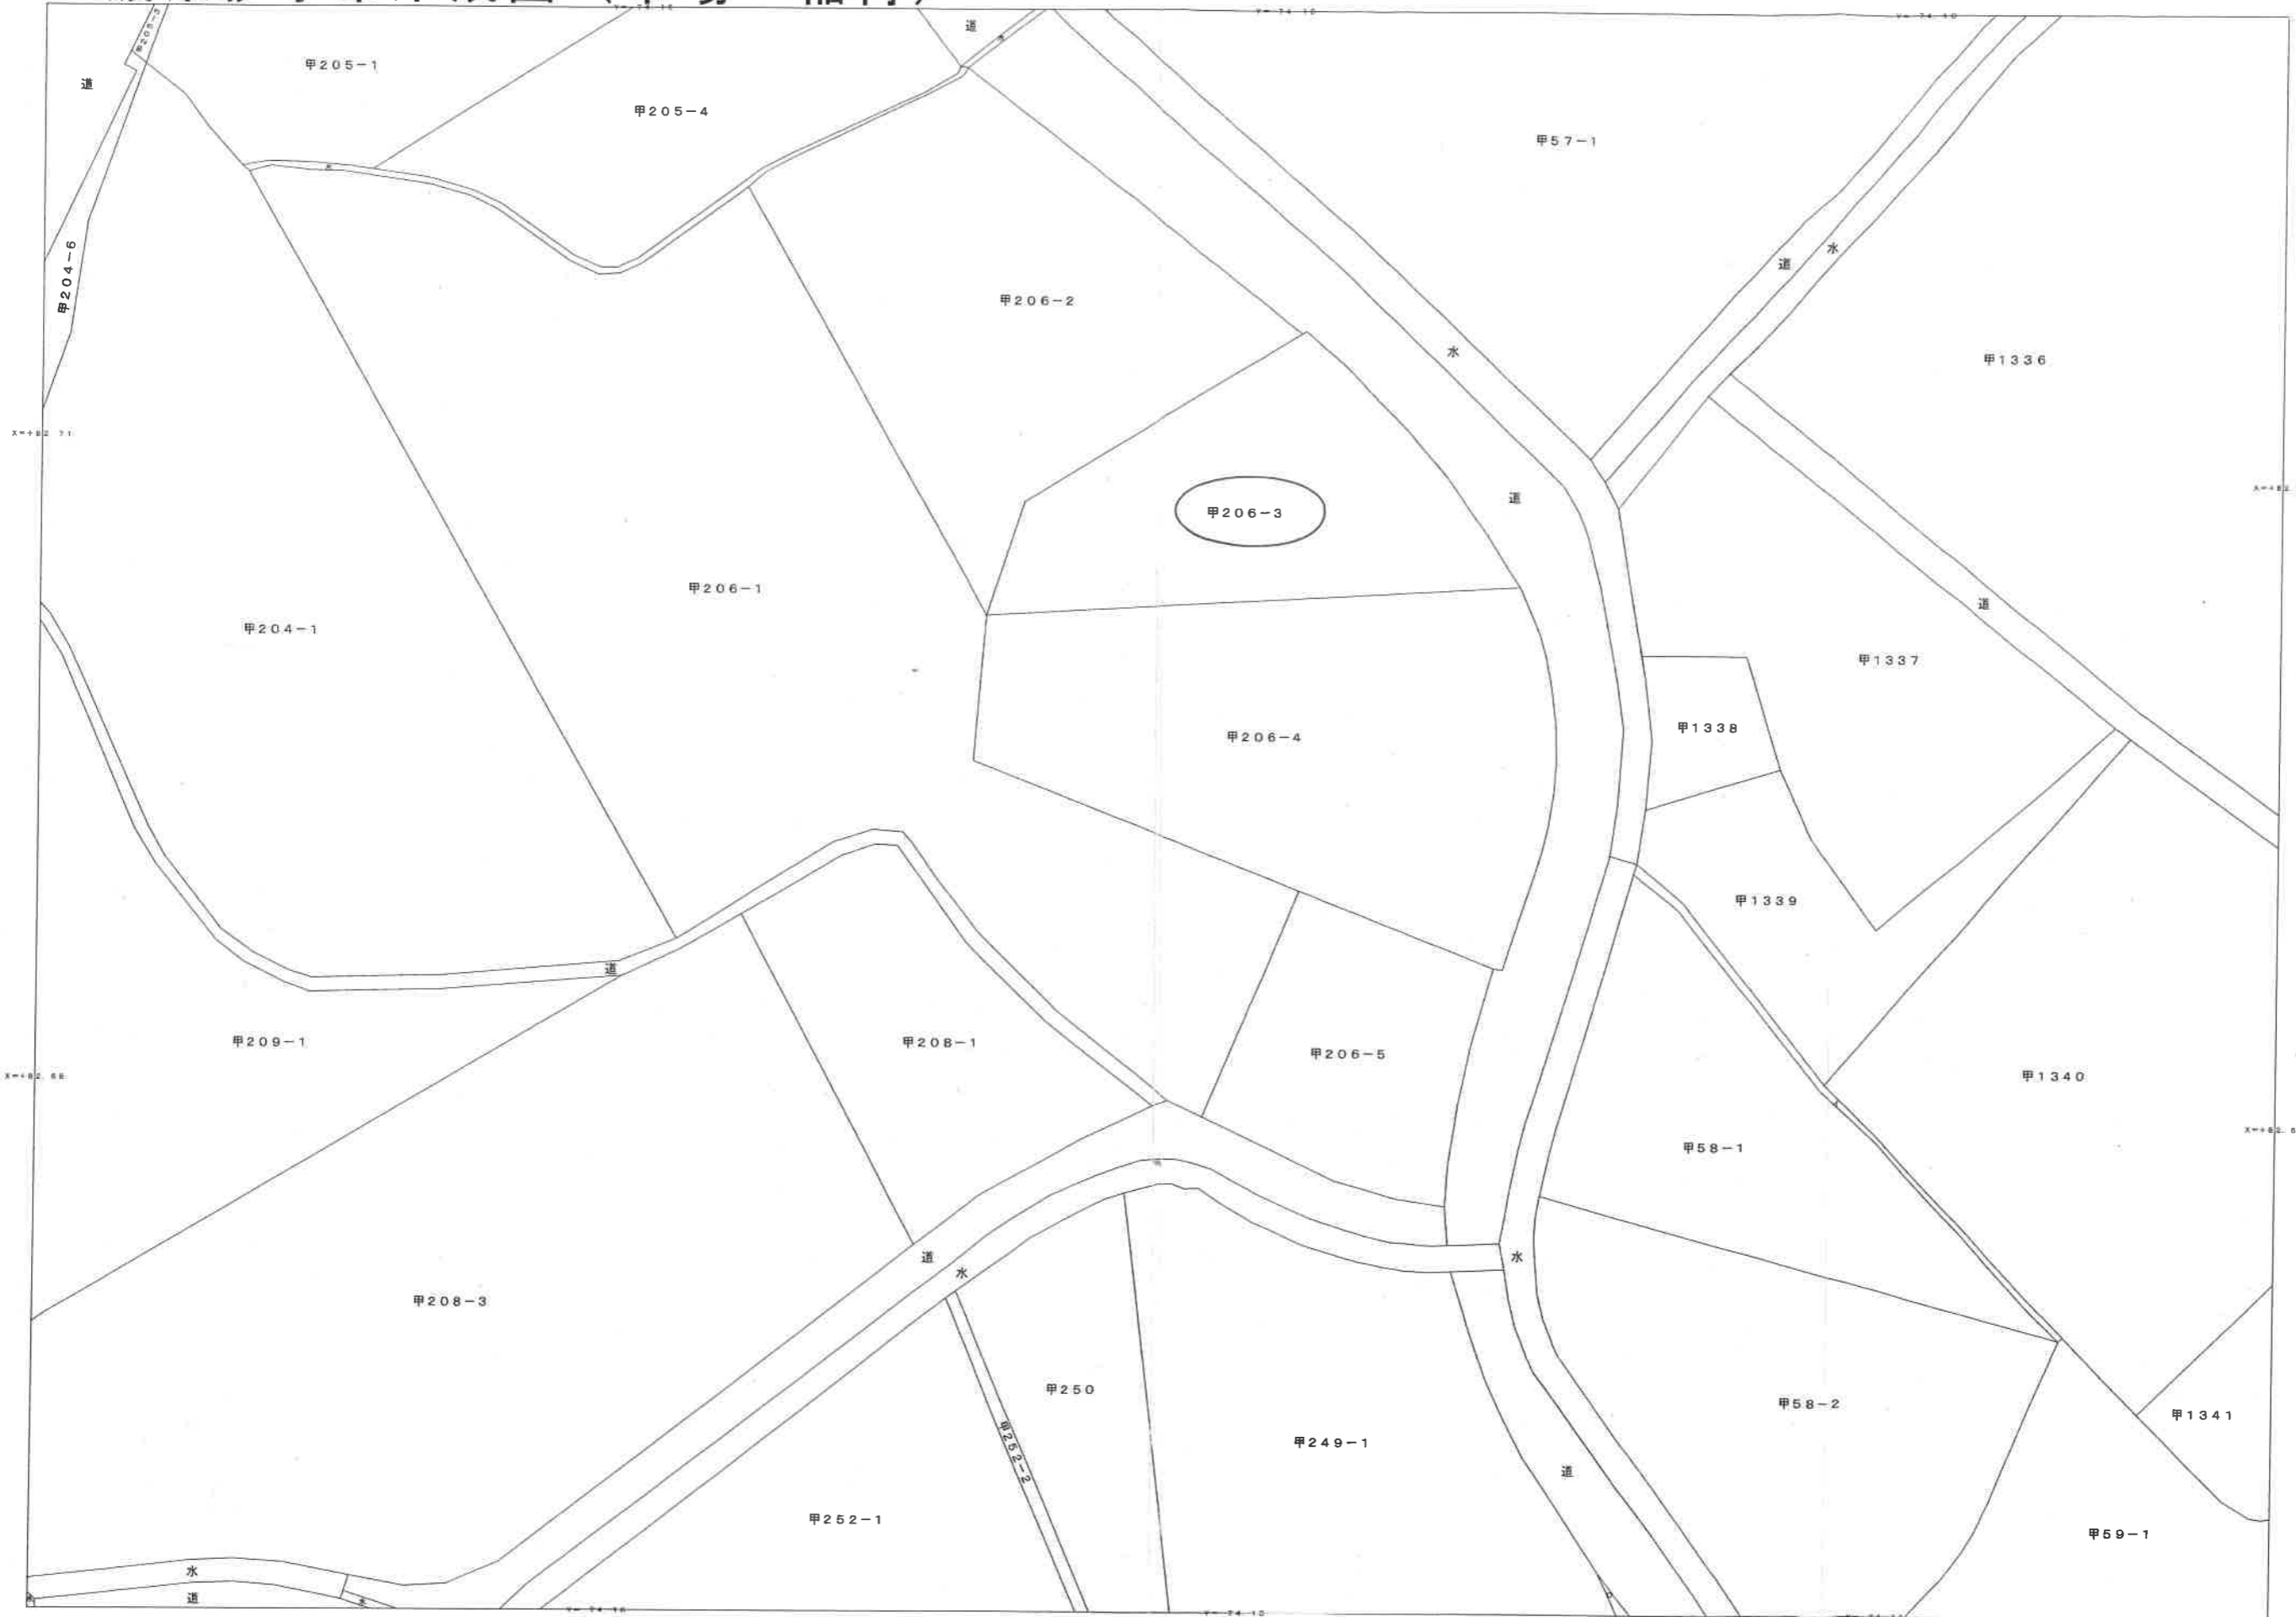 甲205-1
道
道
甲205-4
甲57-1
甲204-6
水
道
甲206-2
水
甲1336
道
甲206-3
甲206-1
道
甲204-1
甲1337
甲1338
甲206-4
甲1339
道
甲209-1
甲208-1
甲206-5
甲1340
甲58-1
道
水
水
甲208-3
甲250
甲58-2
甲1341
甲252-2
甲249-1
道
甲252-1
甲59-1
水
道